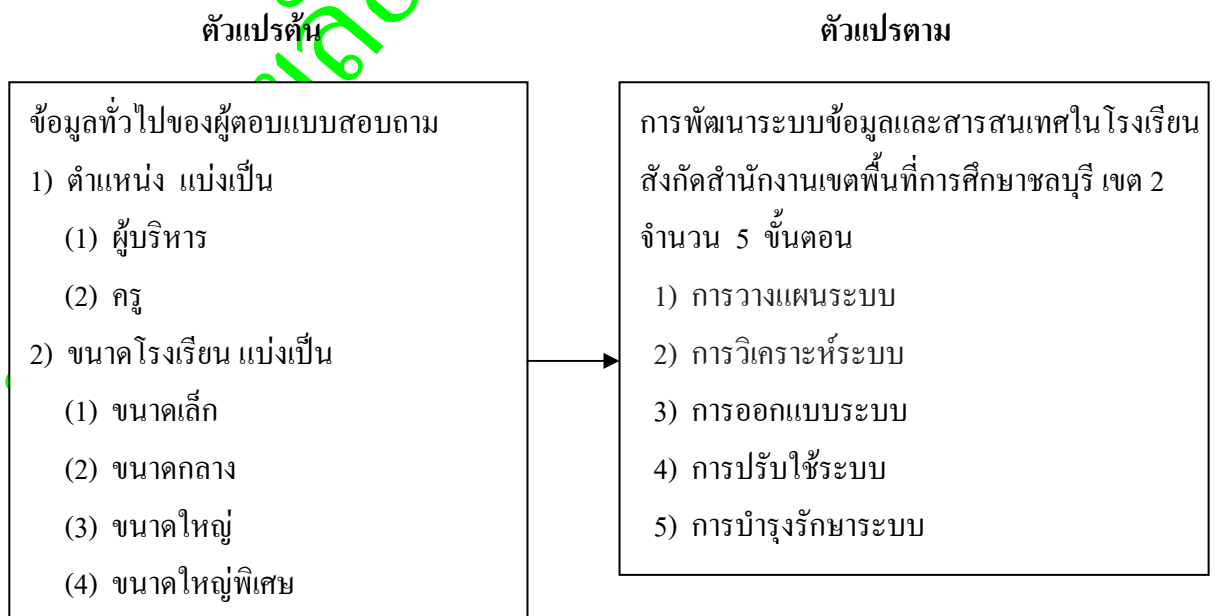 ตัวแปรต้น
ตัวแปรตาม
ข้อมูลทั่วไปของผู้ตอบแบบสอบถาม
1) ตำแหน่ง แบ่งเป็น
(1) ผู้บริหาร
(2) ครู
2) ขนาดโรงเรียน แบ่งเป็น
(1) ขนาดเล็ก
(2) ขนาดกลาง
(3) ขนาดใหญ่
(4) ขนาดใหญ่พิเศษ
การพัฒนาระบบข้อมูลและสารสนเทศในโรงเรียน
สังกัดสำนักงานเขตพื้นที่การศึกษาชลบุรี เขต 2
จำนวน 5 ขั้นตอน
1) การวางแผนระบบ
2) การวิเคราะห์ระบบ
3) การออกแบบระบบ
4) การปรับใช้ระบบ
5) การบำรุงรักษาระบบ